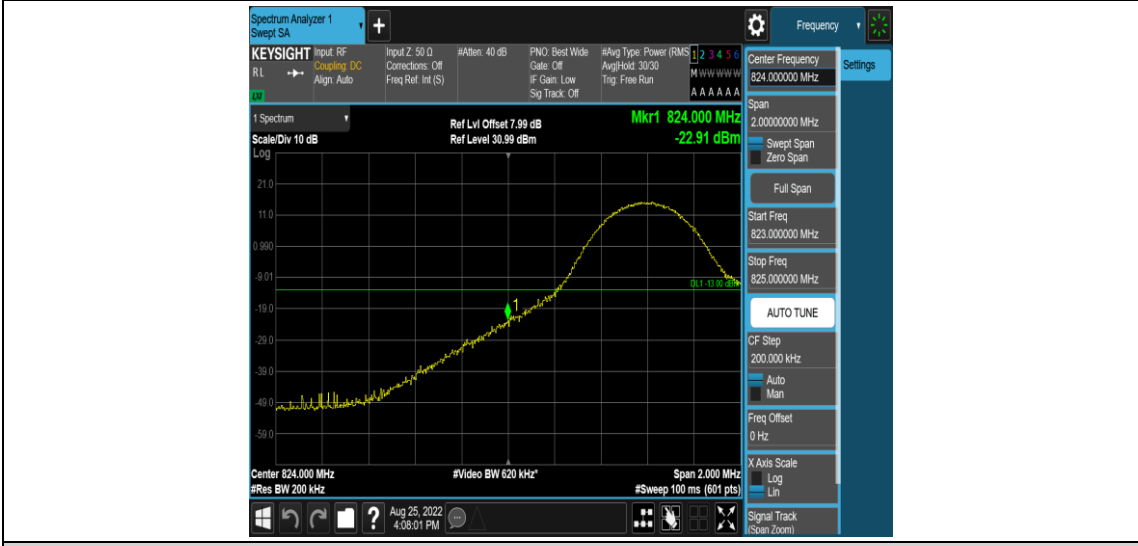 Spectrum Analyzer 1
Swept SA
+
Frequency
KEYSIGHT
Input: RF
Coupling: DC
Align: Auto
RL
Input Z: 50 Ω
Corrections: Off
Freq Ref: Int (S)
#Atten: 40 dB
PNO: Best Wide
Gate: Off
IF Gain: Low
Sig Track: Off
#Avg Type: Power (RMS
Avg|Hold: 30/30
Trig: Free Run
1 2 3 4 5 6
M W W W W W
A A A A A A
1 Spectrum
Scale/Div 10 dB
Log
Ref Lvl Offset 7.99 dB
Ref Level 30.99 dBm
Mkr1 824.000 MHz
-22.91 dBm
21.0
11.0
0.990
-9.01
-19.0
-29.0
-39.0
-49.0
-59.0
DL1 -13.00 dBm
1
Center 824.000 MHz
#Res BW 200 kHz
#Video BW 620 kHz*
Span 2.000 MHz
#Sweep 100 ms (601 pts)
Aug 25, 2022
4:08:01 PM
?
Center Frequency
824.000000 MHz
Settings
Span
2.00000000 MHz
Swept Span
Zero Span
Full Span
Start Freq
823.000000 MHz
Stop Freq
825.000000 MHz
AUTO TUNE
CF Step
200.000 kHz
Auto
Man
Freq Offset
0 Hz
X Axis Scale
Log
Lin
Signal Track
(Span Zoom)